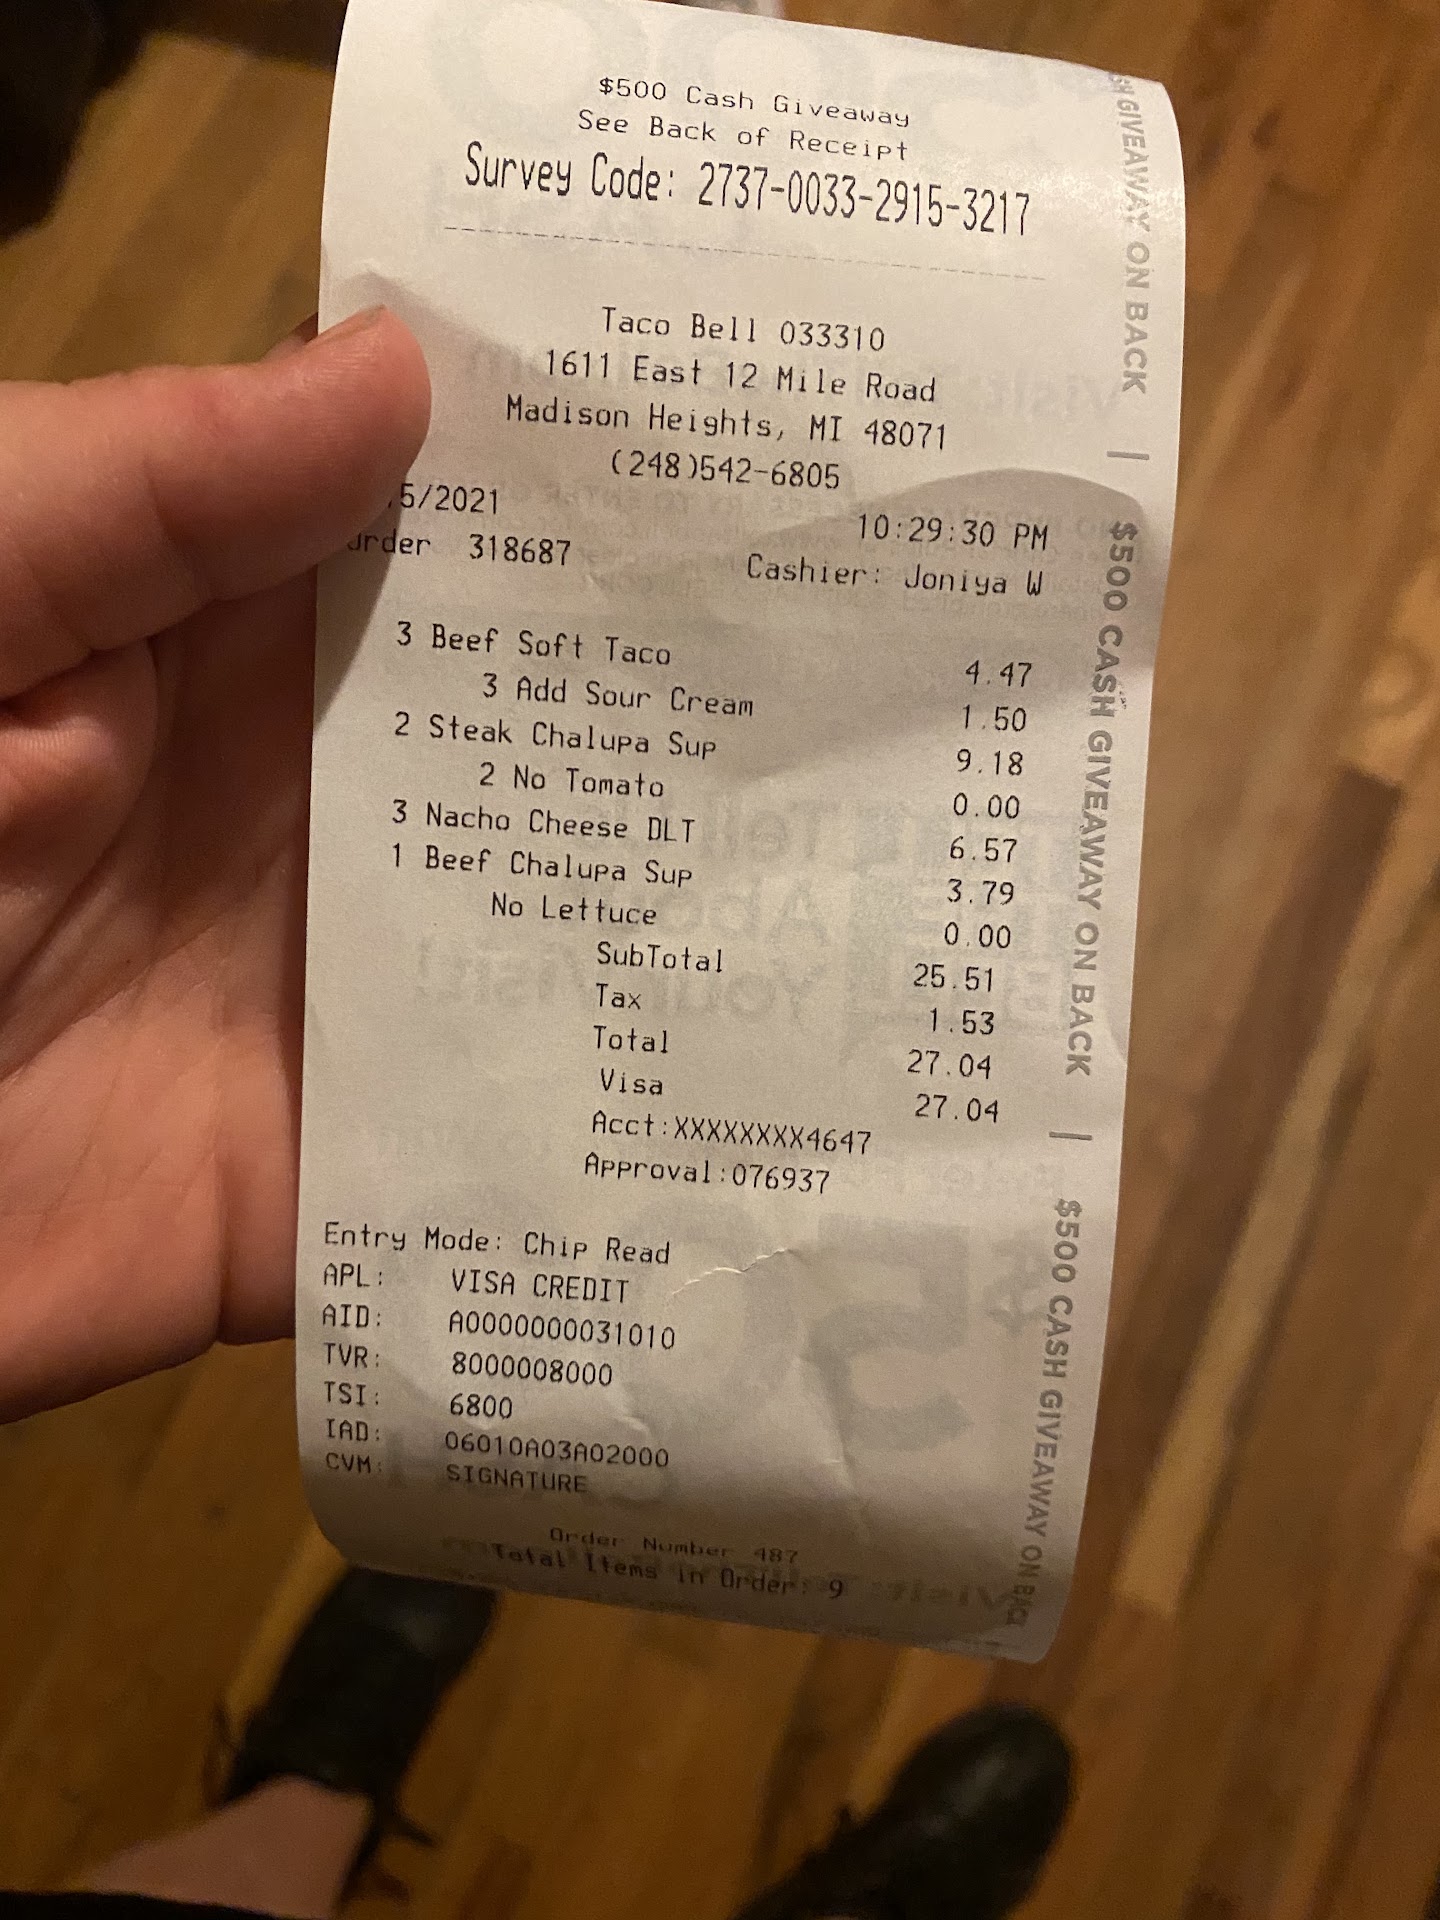 $500 Cash Giveaway
See Back of Receipt
Survey Code: 2737-0033-2915-3217
Taco Bell 033310
1611 East 12 Mile Road
Madison Heights, MI 48071
(248)542-6805
5/2021 10:29:30 PM
Order 318687 Cashier: Joniya W
3 Beef Soft Taco 4.47
3 Add Sour Cream 1.50
2 Steak Chalupa Sup 9.18
2 No Tomato 0.00
3 Nacho Cheese DLT 6.57
1 Beef Chalupa Sup 3.79
No Lettuce 0.00
SubTotal 25.51
Tax 1.53
Total 27.04
Visa 27.04
Acct:XXXXXXXX4647
Approval:076937
Entry Mode: Chip Read
APL: VISA CREDIT
AID: A0000000031010
TVR: 8000008000
TSI: 6800
IAD: 06010A03A02000
CVM: SIGNATURE
Order Number 487
Total Items in Order: 9
GIVEAWAY ON BACK |
$500 CASH GIVEAWAY ON BACK |
$500 CASH GIVEAWAY ON BACK